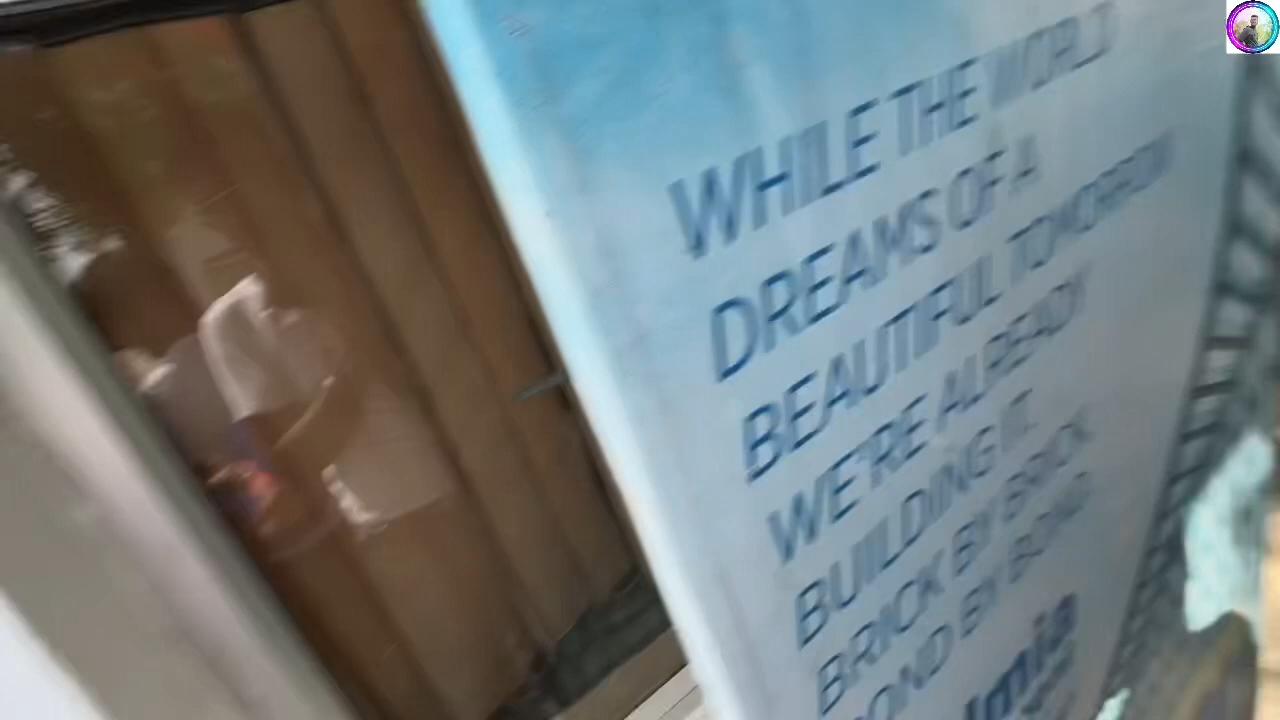 WHILE THE WORLD
DREAMS OF A
BEAUTIFUL TOMORROW
WE'RE ALREADY
BUILDING IT.
BRICK BY BRICK
BOND BY BOND